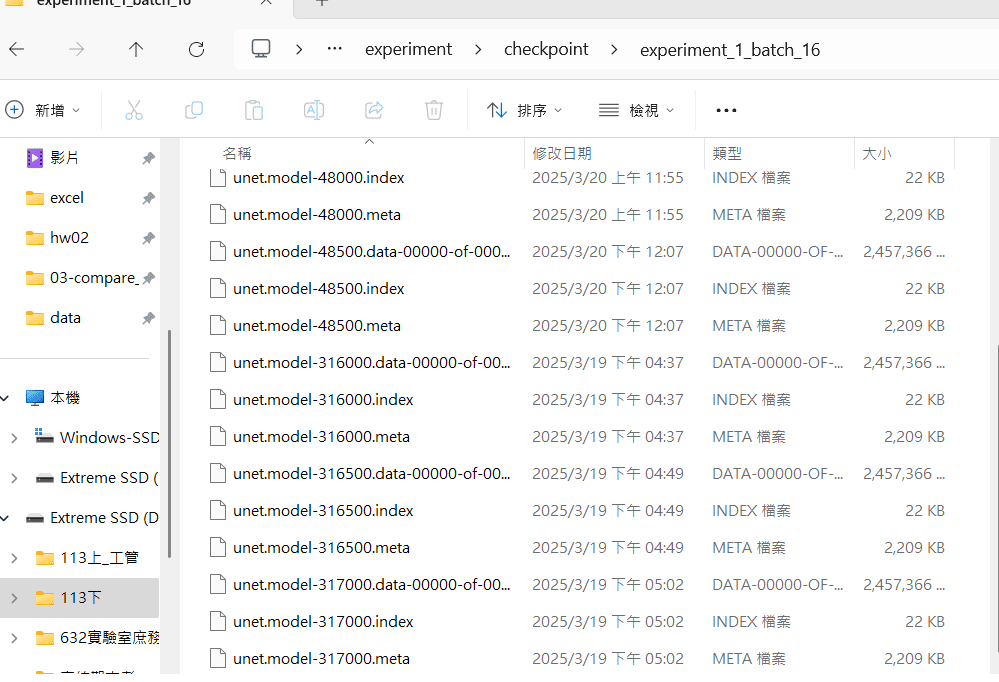 experiment_1_batch_16
experiment > checkpoint > experiment_1_batch_16
新增 排序 檢視
名稱 修改日期 類型 大小
影片
excel
hw02
03-compare_
data
本機
Windows-SSD
Extreme SSD (
Extreme SSD (D
113上_工管
113下
632實驗室庶務
unet.model-48000.index 2025/3/20 上午 11:55 INDEX 檔案 22 KB
unet.model-48000.meta 2025/3/20 上午 11:55 META 檔案 2,209 KB
unet.model-48500.data-00000-of-000... 2025/3/20 下午 12:07 DATA-00000-OF-... 2,457,366 ...
unet.model-48500.index 2025/3/20 下午 12:07 INDEX 檔案 22 KB
unet.model-48500.meta 2025/3/20 下午 12:07 META 檔案 2,209 KB
unet.model-316000.data-00000-of-00... 2025/3/19 下午 04:37 DATA-00000-OF-... 2,457,366 ...
unet.model-316000.index 2025/3/19 下午 04:37 INDEX 檔案 22 KB
unet.model-316000.meta 2025/3/19 下午 04:37 META 檔案 2,209 KB
unet.model-316500.data-00000-of-00... 2025/3/19 下午 04:49 DATA-00000-OF-... 2,457,366 ...
unet.model-316500.index 2025/3/19 下午 04:49 INDEX 檔案 22 KB
unet.model-316500.meta 2025/3/19 下午 04:49 META 檔案 2,209 KB
unet.model-317000.data-00000-of-00... 2025/3/19 下午 05:02 DATA-00000-OF-... 2,457,366 ...
unet.model-317000.index 2025/3/19 下午 05:02 INDEX 檔案 22 KB
unet.model-317000.meta 2025/3/19 下午 05:02 META 檔案 2,209 KB